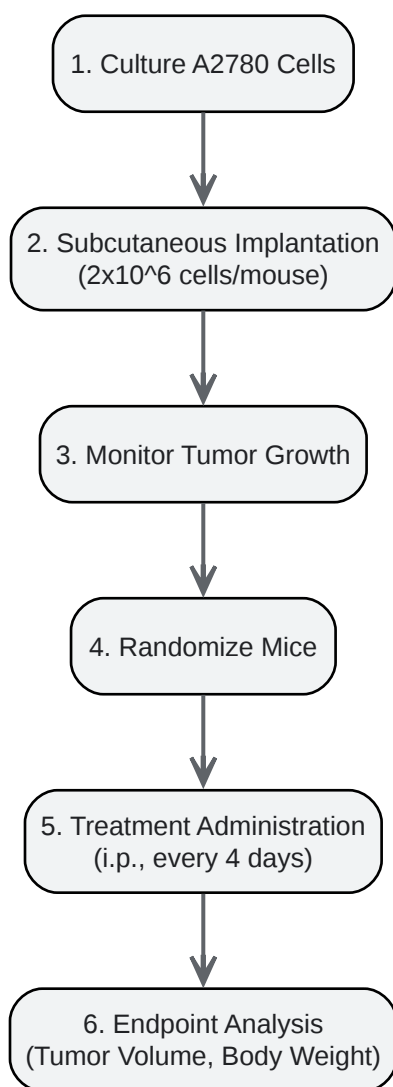 1. Culture A2780 Cells
2. Subcutaneous Implantation
(2x10^6 cells/mouse)
3. Monitor Tumor Growth
4. Randomize Mice
5. Treatment Administration
(i.p., every 4 days)
6. Endpoint Analysis
(Tumor Volume, Body Weight)